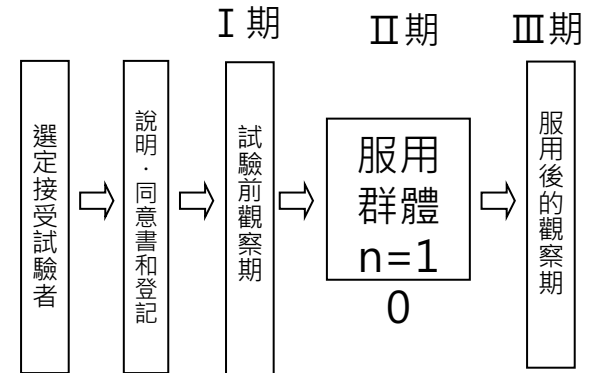 Ⅰ期
Ⅱ期
Ⅲ期
選定接受試驗者
說明・同意書和登記
試驗前觀察期
服用
群體
n=1
0
服用後的觀察期